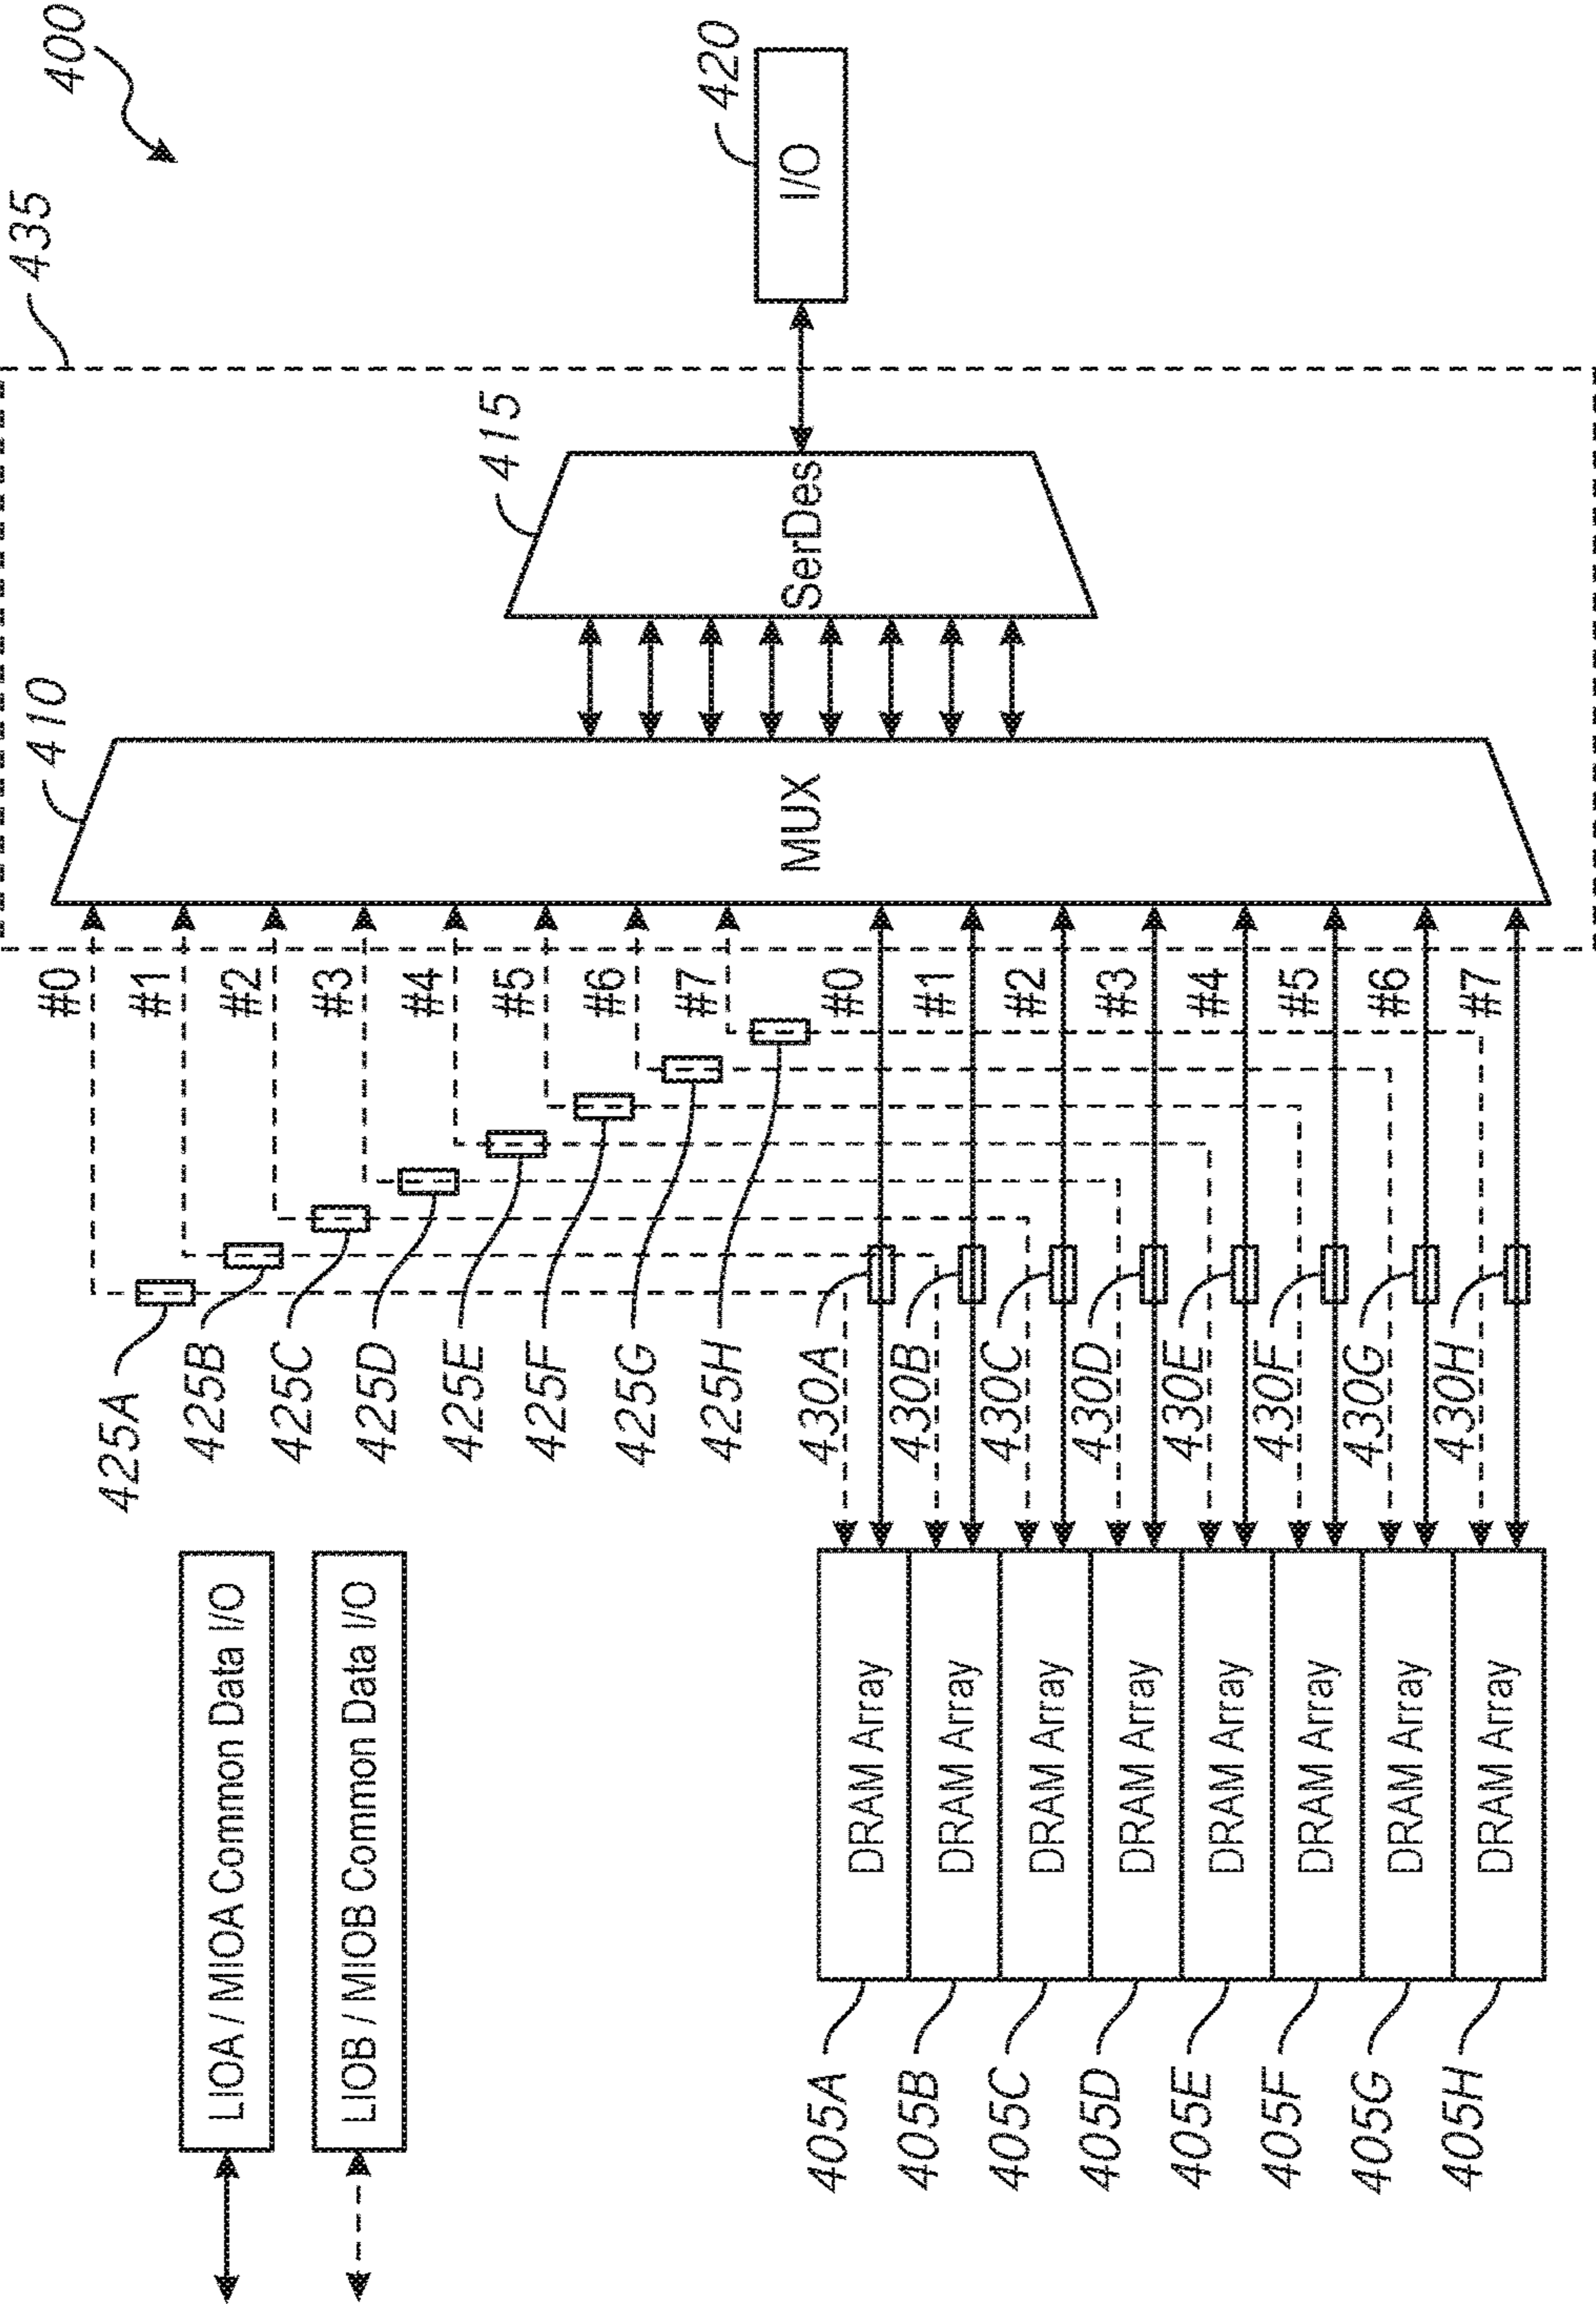 400
435
410
415
420
#0
#1
#2
#3
#4
#5
#6
#7
#0
#1
#2
#3
#4
#5
#6
#7
MUX
SerDes
I/O
425A
425B
425C
425D
425E
425F
425G
425H
430A
430B
430C
430D
430E
430F
430G
430H
LIOA / MIOA Common Data I/O
LIOB / MIOB Common Data I/O
DRAM Array
DRAM Array
DRAM Array
DRAM Array
DRAM Array
DRAM Array
DRAM Array
DRAM Array
405A
405B
405C
405D
405E
405F
405G
405H